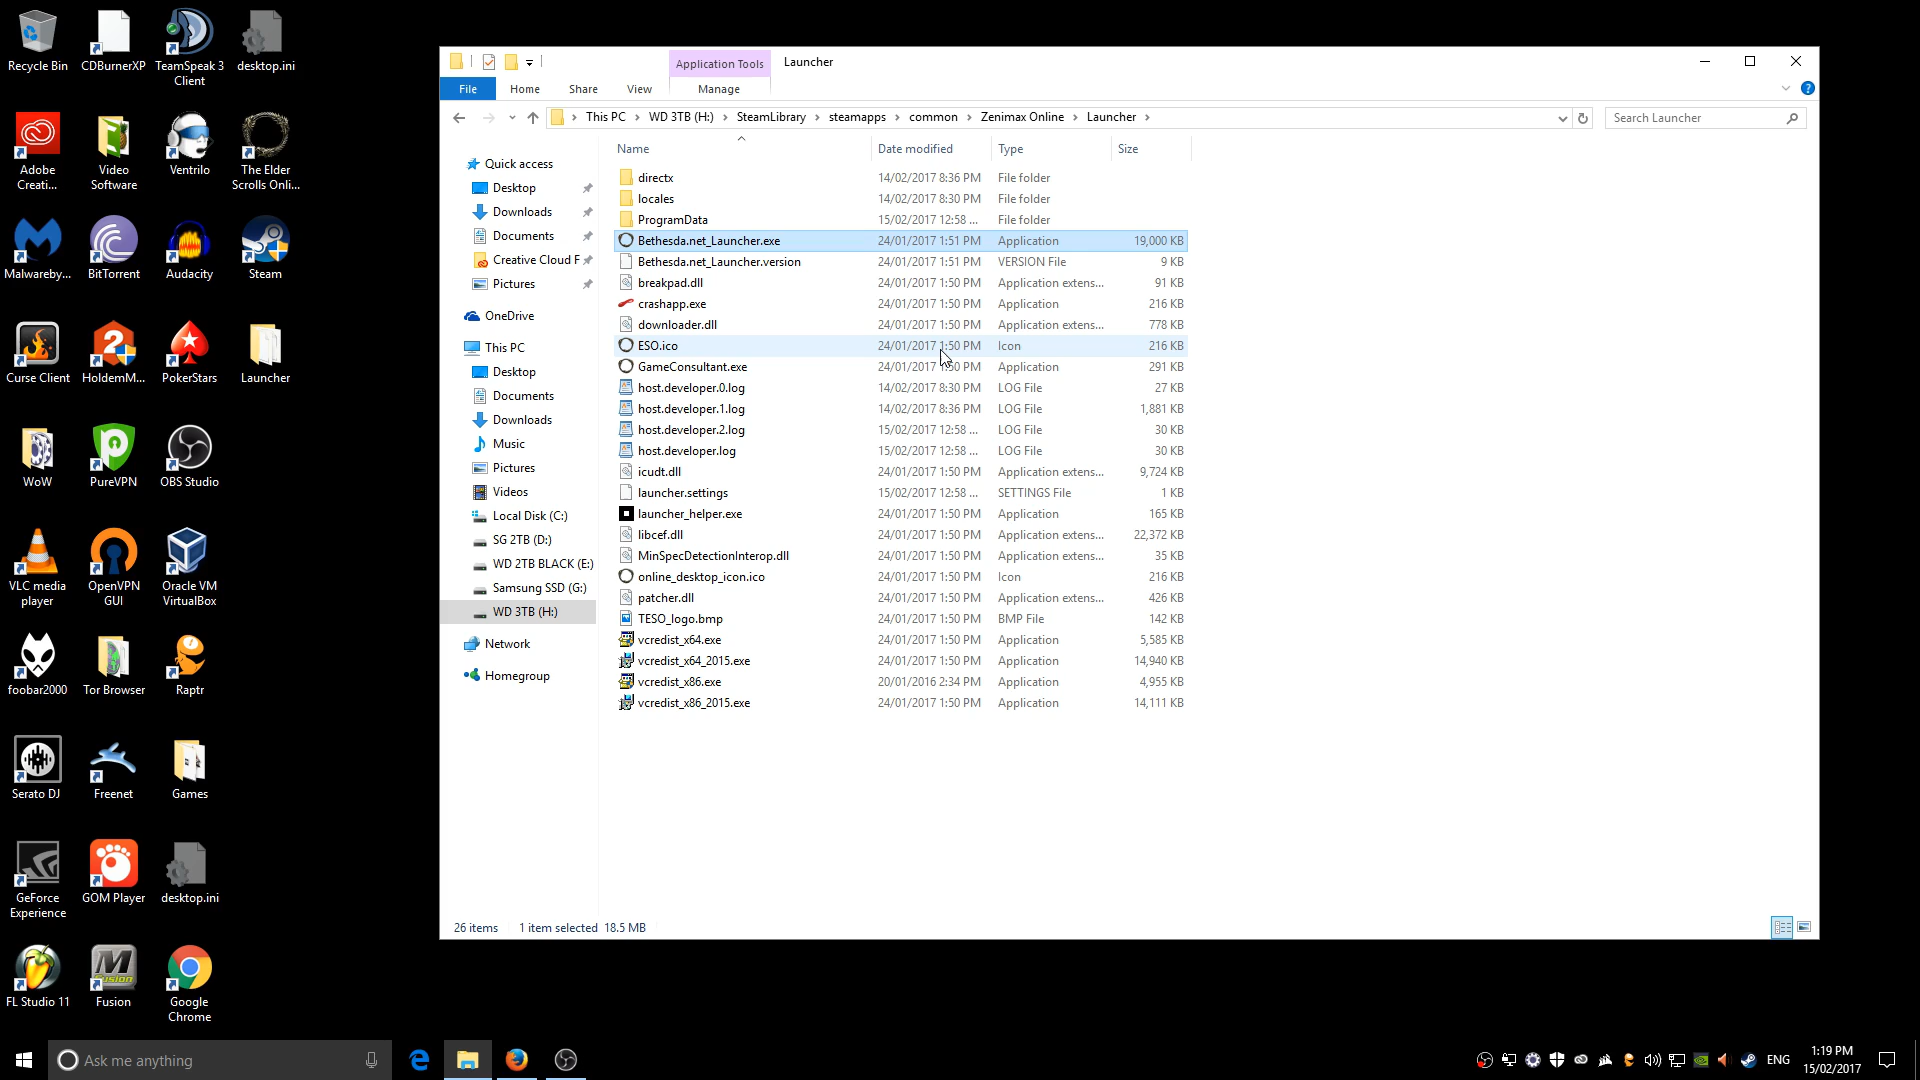 Recycle Bin
CDBurnerXP
TeamSpeak 3
Client
desktop.ini
Adobe
Creati...
Video
Software
Ventrilo
The Elder
Scrolls Onli...
Malwareby...
BitTorrent
Audacity
Steam
Curse Client
HoldemM...
PokerStars
Launcher
WoW
PureVPN
OBS Studio
VLC media
player
OpenVPN
GUI
Oracle VM
VirtualBox
foobar2000
Tor Browser
Raptr
Serato DJ
Freenet
Games
GeForce
Experience
GOM Player
desktop.ini
FL Studio 11
Fusion
Google
Chrome
Application Tools
Launcher
File
Home
Share
View
Manage
This PC
WD 3TB (H:)
SteamLibrary
steamapps
common
Zenimax Online
Launcher
Search Launcher
Quick access
Desktop
Downloads
Documents
Creative Cloud F
Pictures
OneDrive
This PC
Desktop
Documents
Downloads
Music
Pictures
Videos
Local Disk (C:)
SG 2TB (D:)
WD 2TB BLACK (E:)
Samsung SSD (G:)
WD 3TB (H:)
Network
Homegroup
Name Date modified Type Size
directx 14/02/2017 8:36 PM File folder
locales 14/02/2017 8:30 PM File folder
ProgramData 15/02/2017 12:58 ... File folder
Bethesda.net_Launcher.exe 24/01/2017 1:51 PM Application 19,000 KB
Bethesda.net_Launcher.version 24/01/2017 1:51 PM VERSION File 9 KB
breakpad.dll 24/01/2017 1:50 PM Application extens... 91 KB
crashapp.exe 24/01/2017 1:50 PM Application 216 KB
downloader.dll 24/01/2017 1:50 PM Application extens... 778 KB
ESO.ico 24/01/2017 1:50 PM Icon 216 KB
GameConsultant.exe 24/01/2017 1:50 PM Application 291 KB
host.developer.0.log 14/02/2017 8:30 PM LOG File 27 KB
host.developer.1.log 14/02/2017 8:36 PM LOG File 1,881 KB
host.developer.2.log 15/02/2017 12:58 ... LOG File 30 KB
host.developer.log 15/02/2017 12:58 ... LOG File 30 KB
icudt.dll 24/01/2017 1:50 PM Application extens... 9,724 KB
launcher.settings 15/02/2017 12:58 ... SETTINGS File 1 KB
launcher_helper.exe 24/01/2017 1:50 PM Application 165 KB
libcef.dll 24/01/2017 1:50 PM Application extens... 22,372 KB
MinSpecDetectionInterop.dll 24/01/2017 1:50 PM Application extens... 35 KB
online_desktop_icon.ico 24/01/2017 1:50 PM Icon 216 KB
patcher.dll 24/01/2017 1:50 PM Application extens... 426 KB
TESO_logo.bmp 24/01/2017 1:50 PM BMP File 142 KB
vcredist_x64.exe 24/01/2017 1:50 PM Application 5,585 KB
vcredist_x64_2015.exe 24/01/2017 1:50 PM Application 14,940 KB
vcredist_x86.exe 20/01/2016 2:34 PM Application 4,955 KB
vcredist_x86_2015.exe 24/01/2017 1:50 PM Application 14,111 KB
26 items 1 item selected 18.5 MB
Ask me anything
ENG
1:19 PM
15/02/2017